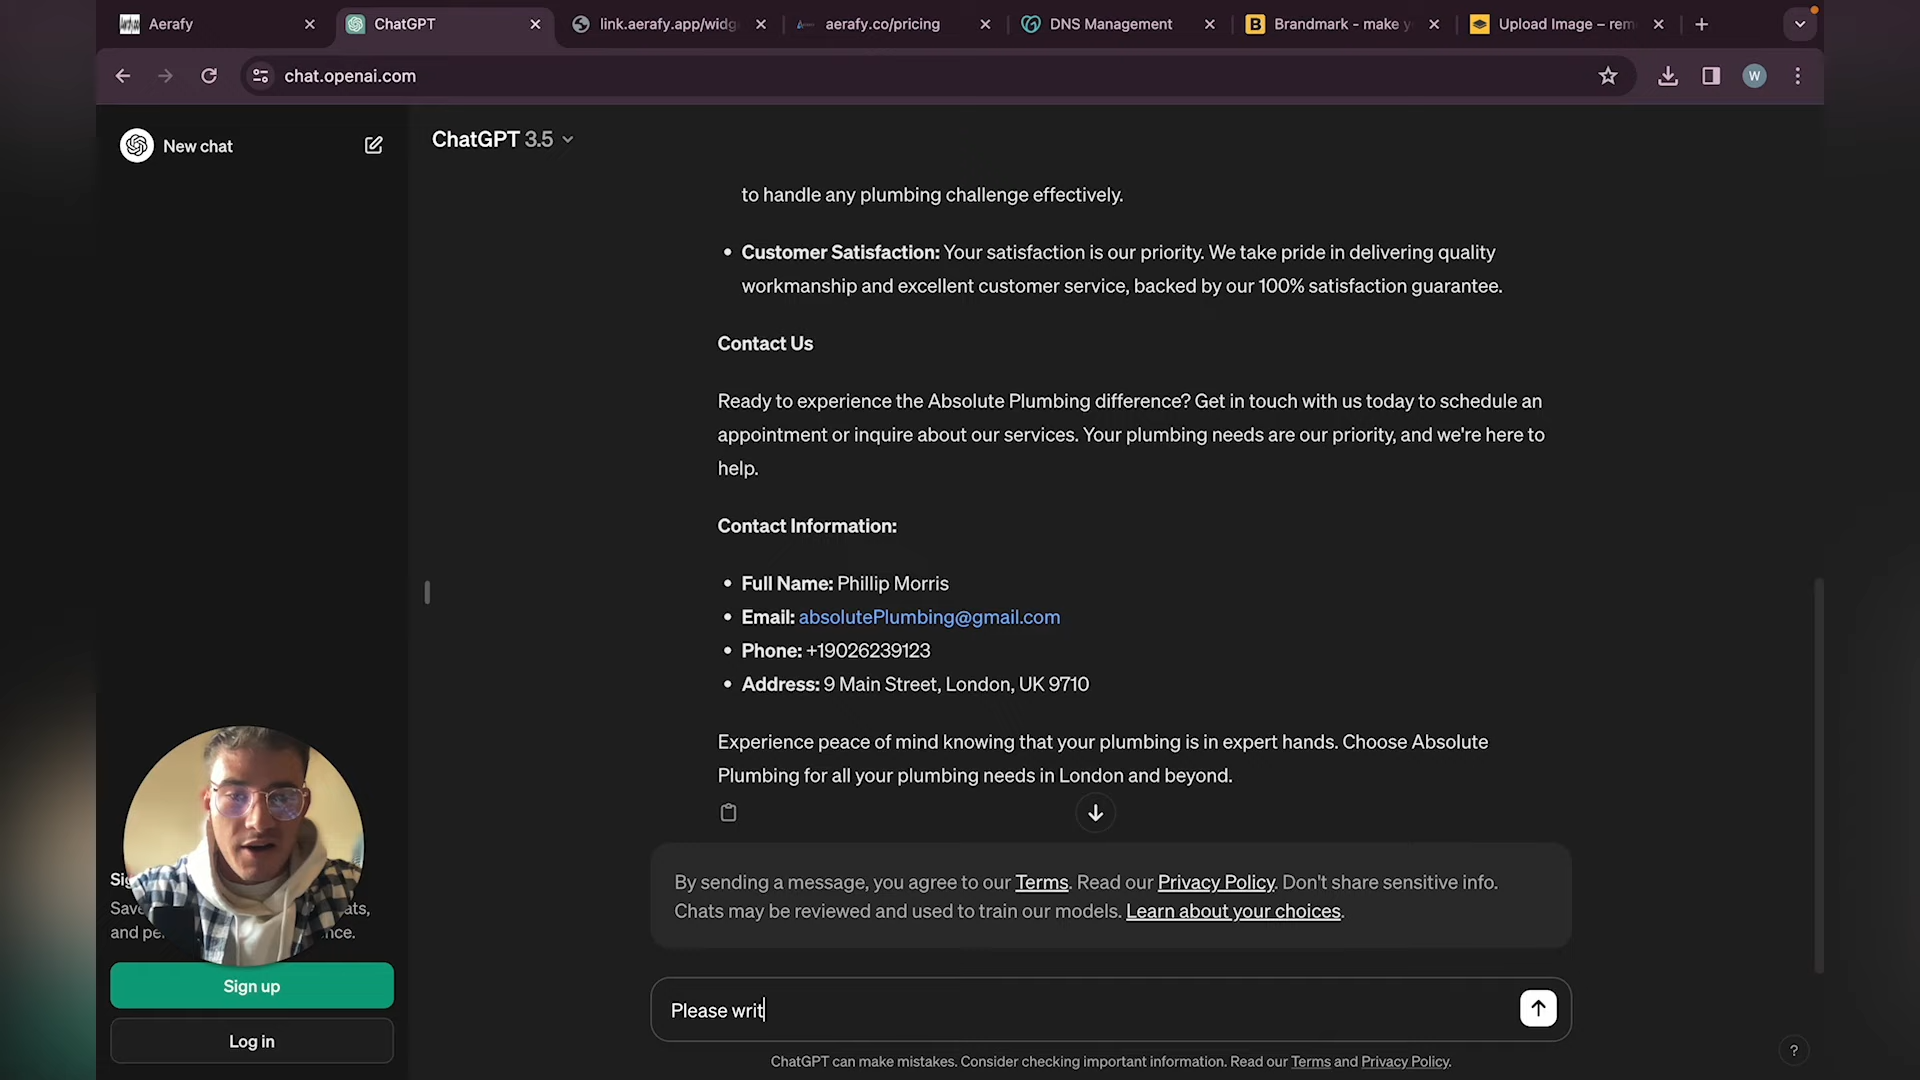 Aerafy
ChatGPT
link.aerafy.app/widg
aerafy.co/pricing
DNS Management
Brandmark - make y
Upload Image – rem
chat.openai.com
W
New chat
ChatGPT 3.5
to handle any plumbing challenge effectively.
• Customer Satisfaction: Your satisfaction is our priority. We take pride in delivering quality
workmanship and excellent customer service, backed by our 100% satisfaction guarantee.
Contact Us
Ready to experience the Absolute Plumbing difference? Get in touch with us today to schedule an
appointment or inquire about our services. Your plumbing needs are our priority, and we're here to
help.
Contact Information:
• Full Name: Phillip Morris
• Email: absolutePlumbing@gmail.com
• Phone: +19026239123
• Address: 9 Main Street, London, UK 9710
Experience peace of mind knowing that your plumbing is in expert hands. Choose Absolute
Plumbing for all your plumbing needs in London and beyond.
By sending a message, you agree to our Terms. Read our Privacy Policy. Don't share sensitive info.
Chats may be reviewed and used to train our models. Learn about your choices.
and
Sign up
Log in
Please writ
ChatGPT can make mistakes. Consider checking important information. Read our Terms and Privacy Policy.
?